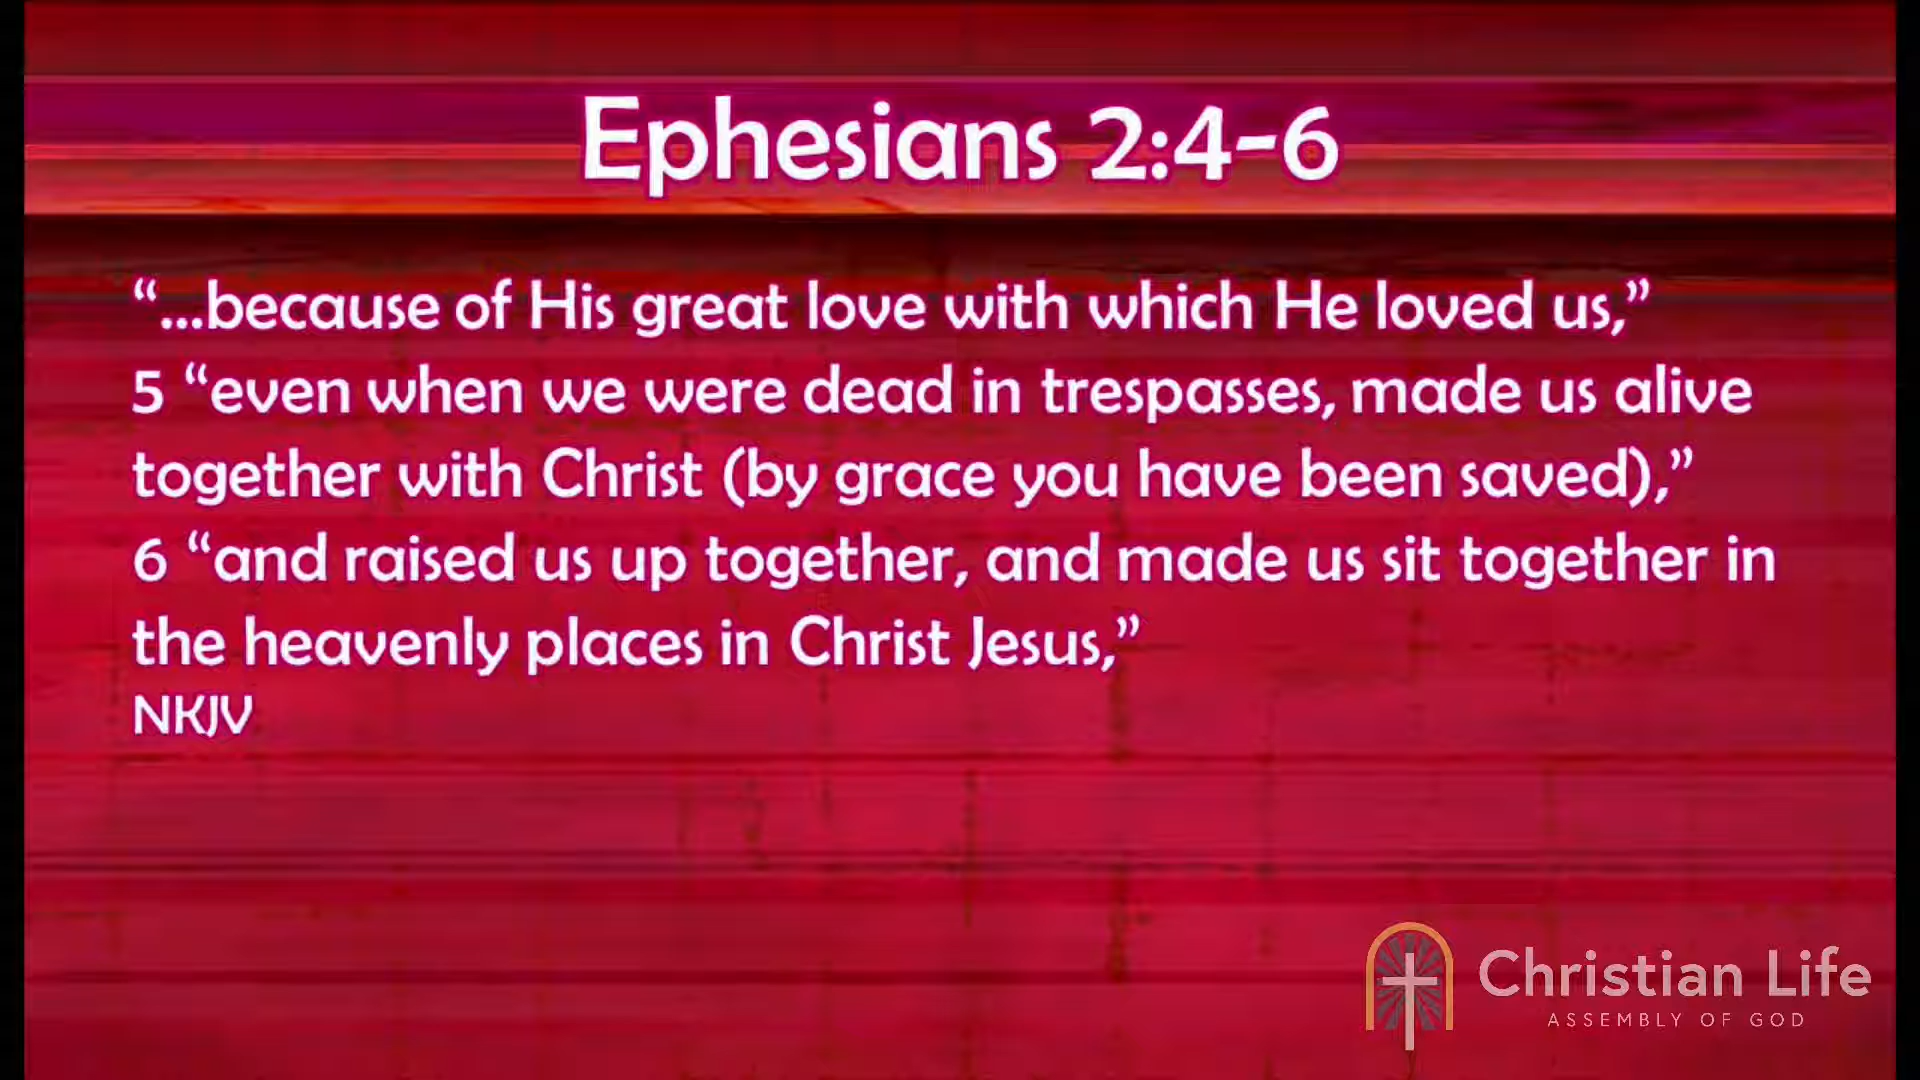 Ephesians 2:4-6
“...because of His great love with which He loved us,”
5 “even when we were dead in trespasses, made us alive
together with Christ (by grace you have been saved),”
6 “and raised us up together, and made us sit together in
the heavenly places in Christ Jesus,”
NKJV
Christian Life
ASSEMBLY OF GOD